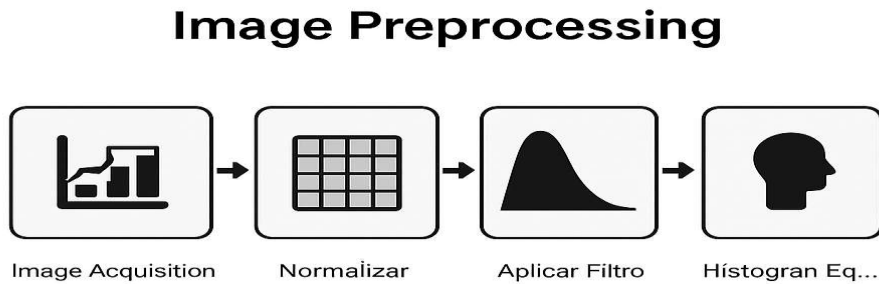 Image Preprocessing
Image Acquisition
Normalizar
Aplicar Filtro
Hístogran Eq...